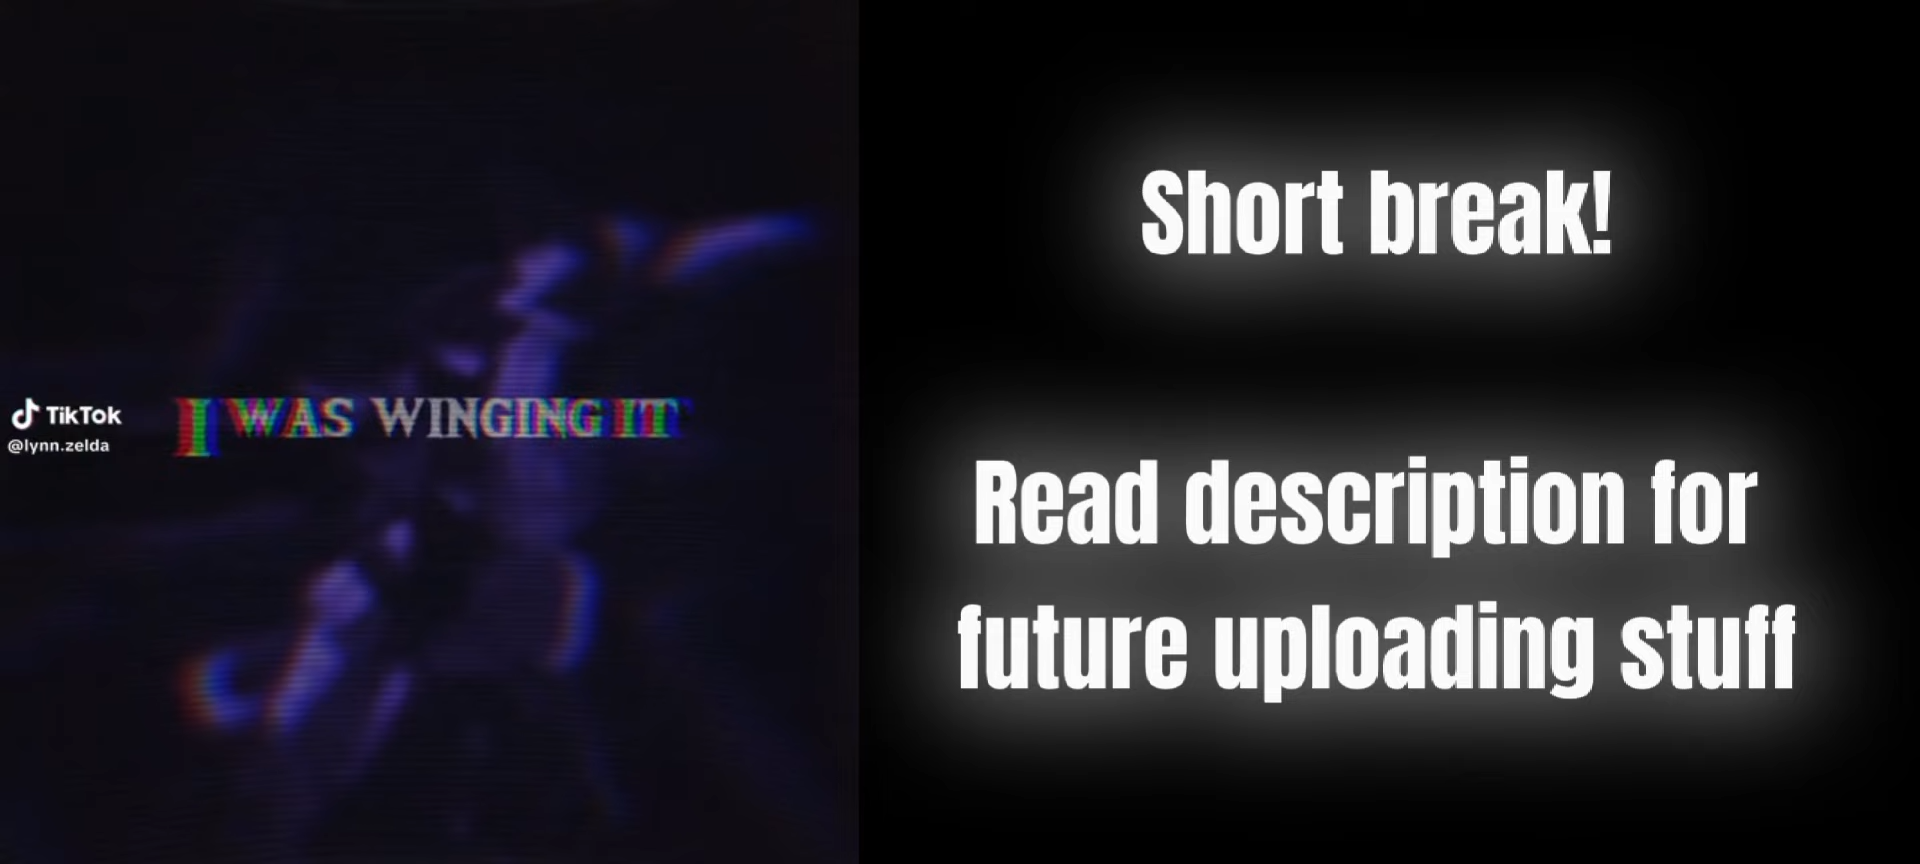 TikTok
@lynn.zelda
I WAS WINGING IT
Short break!
Read description for
future uploading stuff